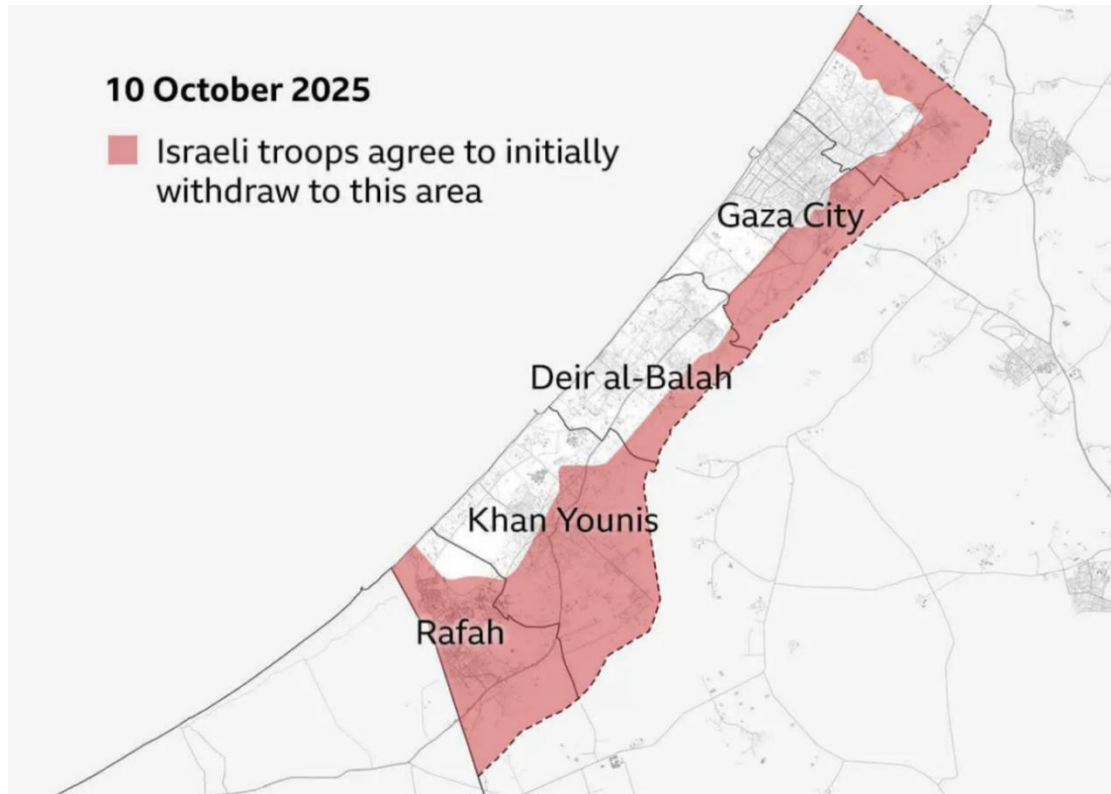 10 October 2025
Israeli troops agree to initially
withdraw to this area
Gaza City
Deir al-Balah
Khan Younis
Rafah